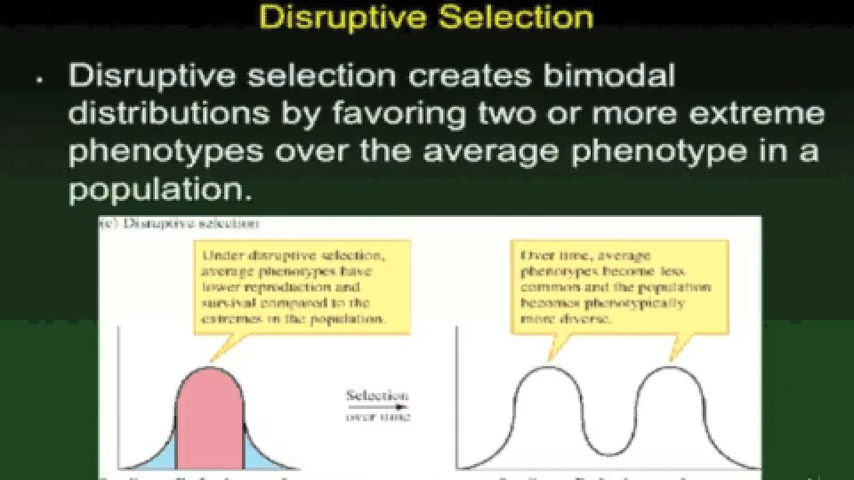 Disruptive Selection
· Disruptive selection creates bimodal
distributions by favoring two or more extreme
phenotypes over the average phenotype in a
population.
(c) Disruptive selection
Under disruptive selection,
average phenotypes have
lower reproduction and
survival compared to the
extremes in the population.
Over time, average
phenotypes become less
common and the population
becomes phenotypically
more diverse.
Selection
over time